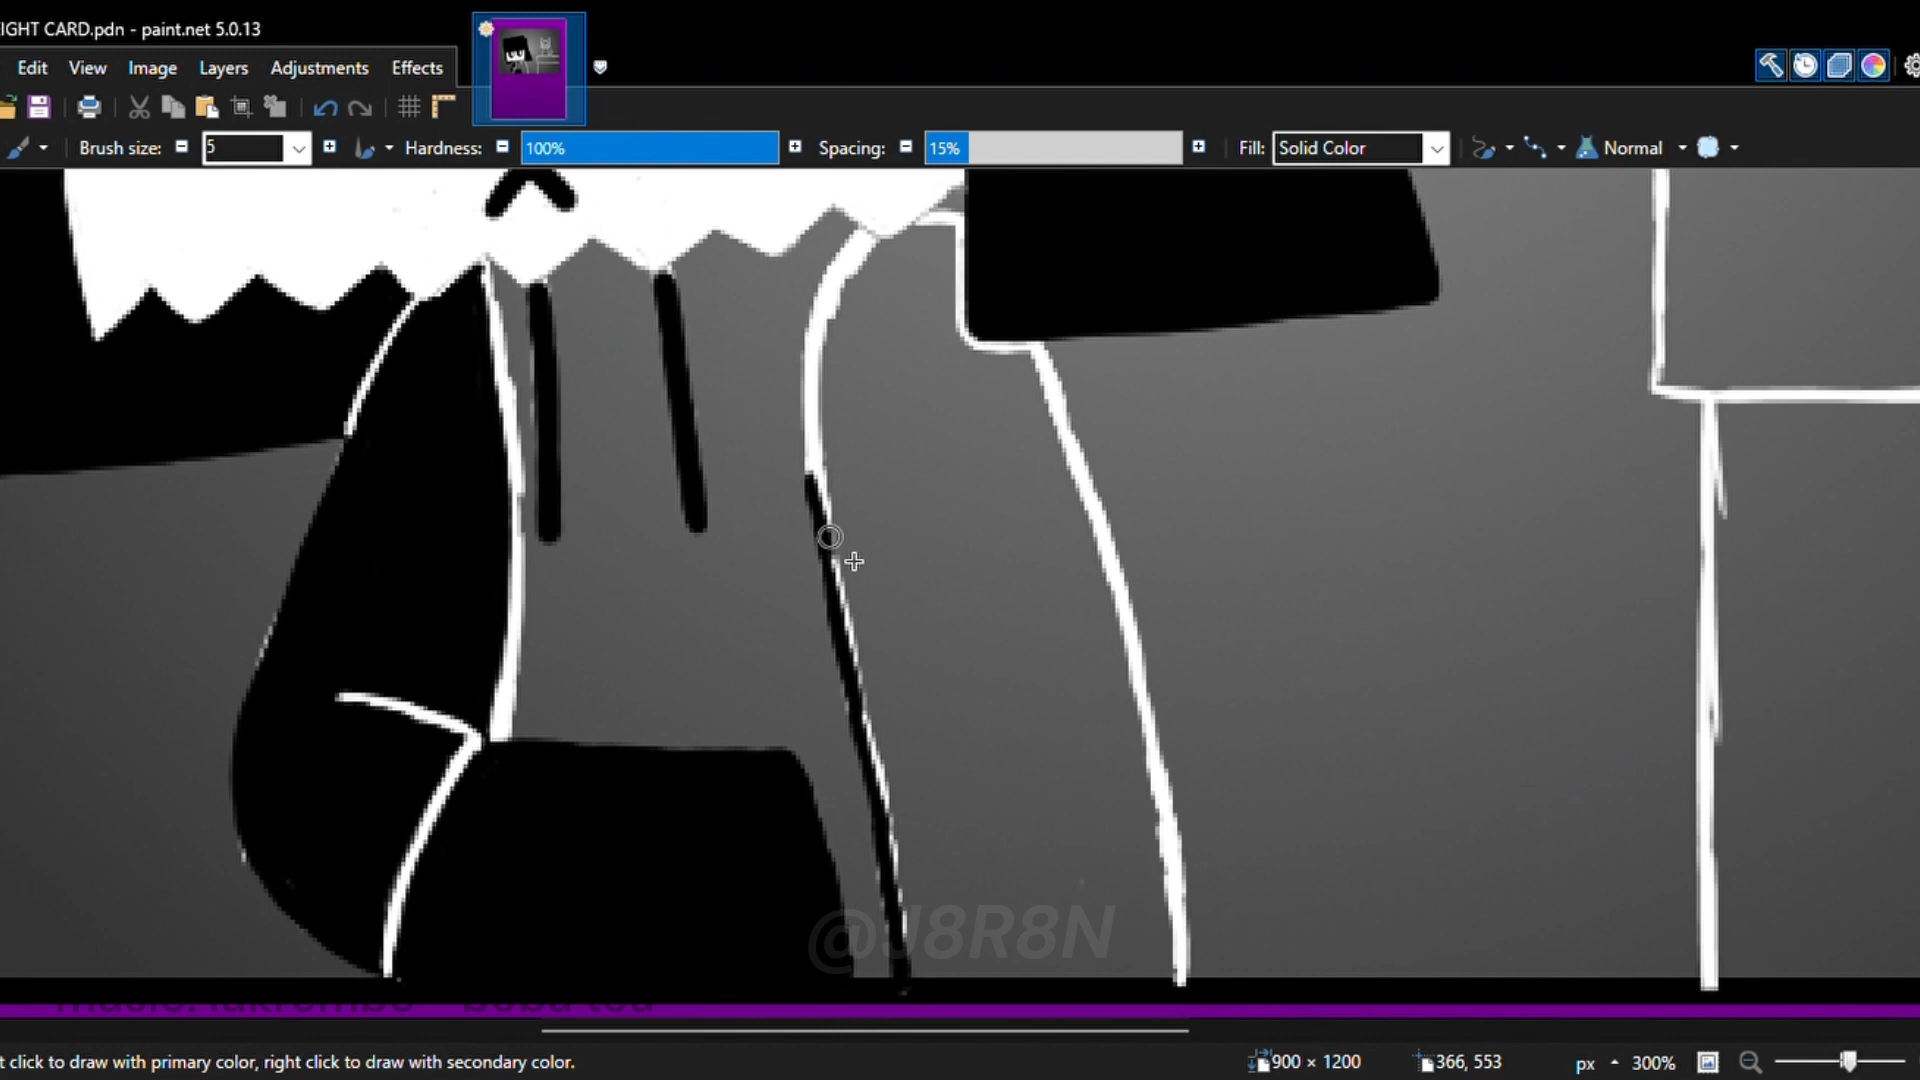 IGHT CARD.pdn - paint.net 5.0.13
Edit View Image Layers Adjustments Effects
Brush size: 5 Hardness: 100% Spacing: 15% Fill: Solid Color Normal
@J8R8N
t click to draw with primary color, right click to draw with secondary color.
900 × 1200 366, 553 px 300%